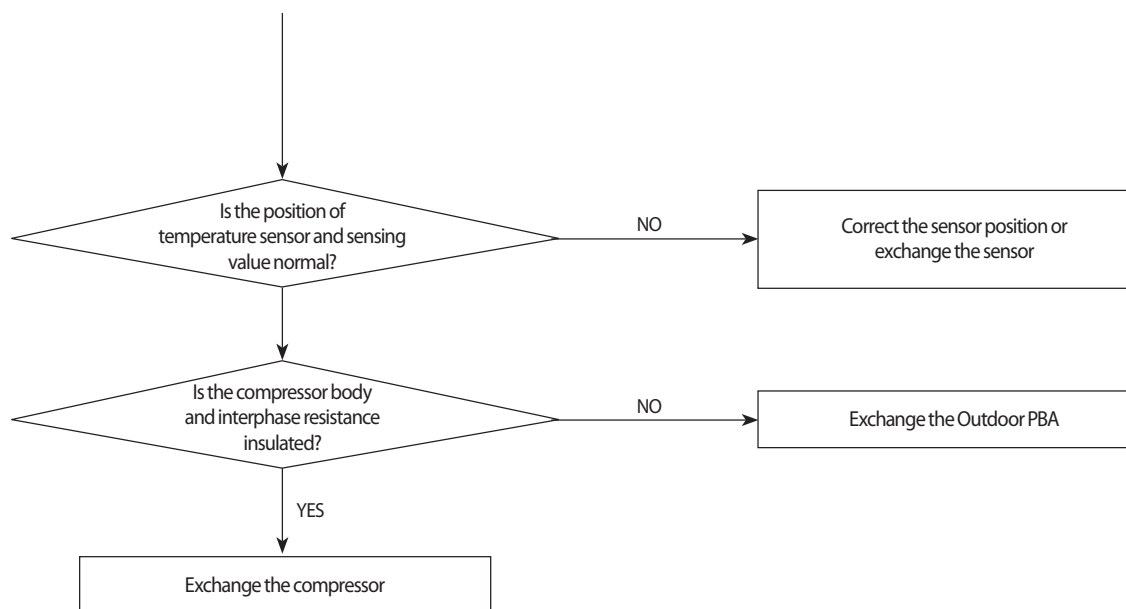 Is the position of
temperature sensor and sensing
value normal?
NO
Correct the sensor position or
exchange the sensor
Is the compressor body
and interphase resistance
insulated?
NO
Exchange the Outdoor PBA
YES
Exchange the compressor